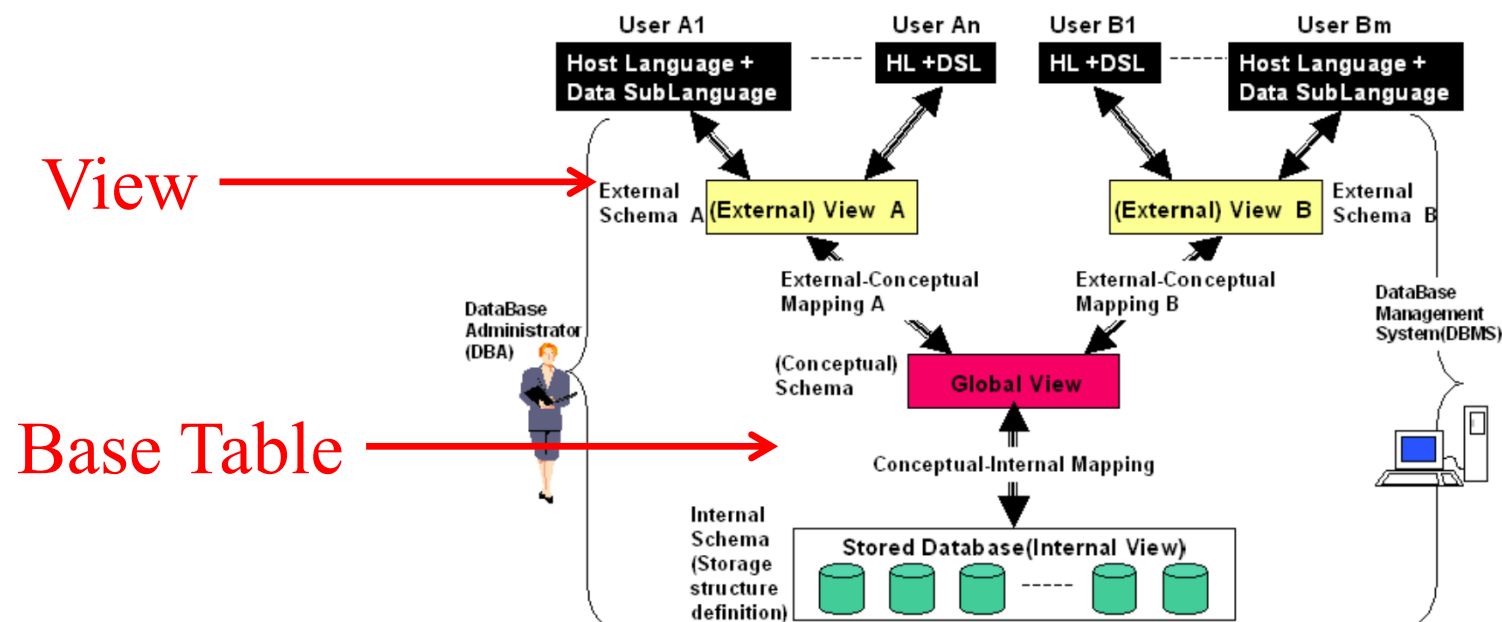 User A1
User An
User B1
User Bm
Host Language +
Data SubLanguage
-----
HL +DSL
HL +DSL
-----
Host Language +
Data SubLanguage
View
External
Schema A
(External) View A
(External) View B
External
Schema B
External-Conceptual
Mapping A
External-Conceptual
Mapping B
DataBase
Administrator
(DBA)
DataBase
Management
System(DBMS)
(Conceptual)
Schema
Global View
Base Table
Conceptual-Internal Mapping
Internal
Schema
(Storage
structure
definition)
Stored Database(Internal View)
-----